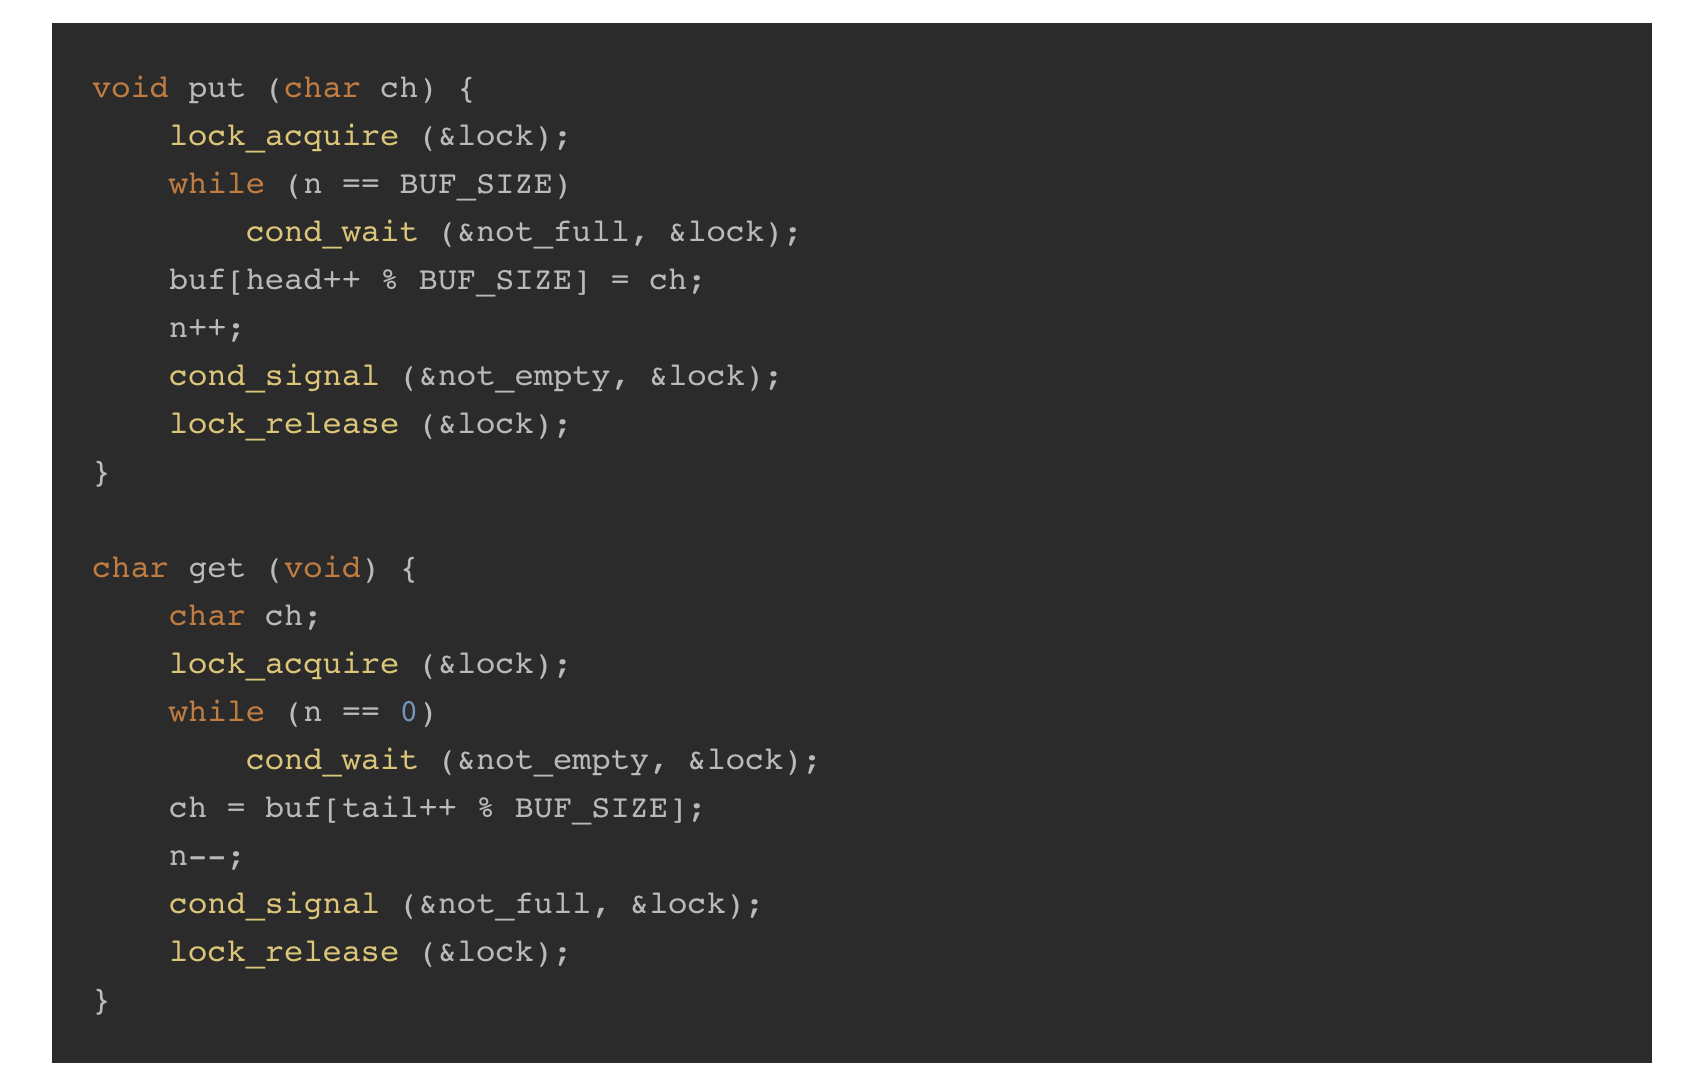 void put (char ch) {
    lock_acquire (&lock);
    while (n == BUF_SIZE)
        cond_wait (&not_full, &lock);
    buf[head++ % BUF_SIZE] = ch;
    n++;
    cond_signal (&not_empty, &lock);
    lock_release (&lock);
}

char get (void) {
    char ch;
    lock_acquire (&lock);
    while (n == 0)
        cond_wait (&not_empty, &lock);
    ch = buf[tail++ % BUF_SIZE];
    n--;
    cond_signal (&not_full, &lock);
    lock_release (&lock);
}